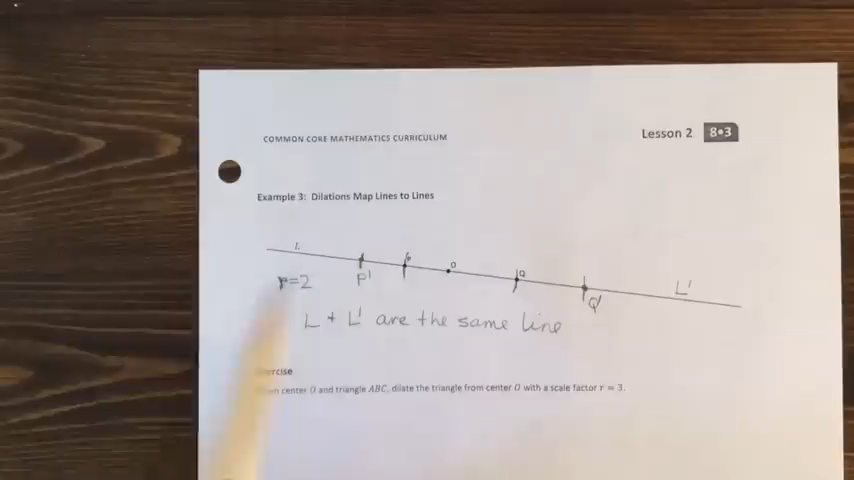 COMMON CORE MATHEMATICS CURRICULUM
Lesson 2 8•3
Example 3: Dilations Map Lines to Lines
L P O Q
r=2 P' Q' L'
L + L' are the same line
ercise
center O and triangle ABC, dilate the triangle from center O with a scale factor r = 3.